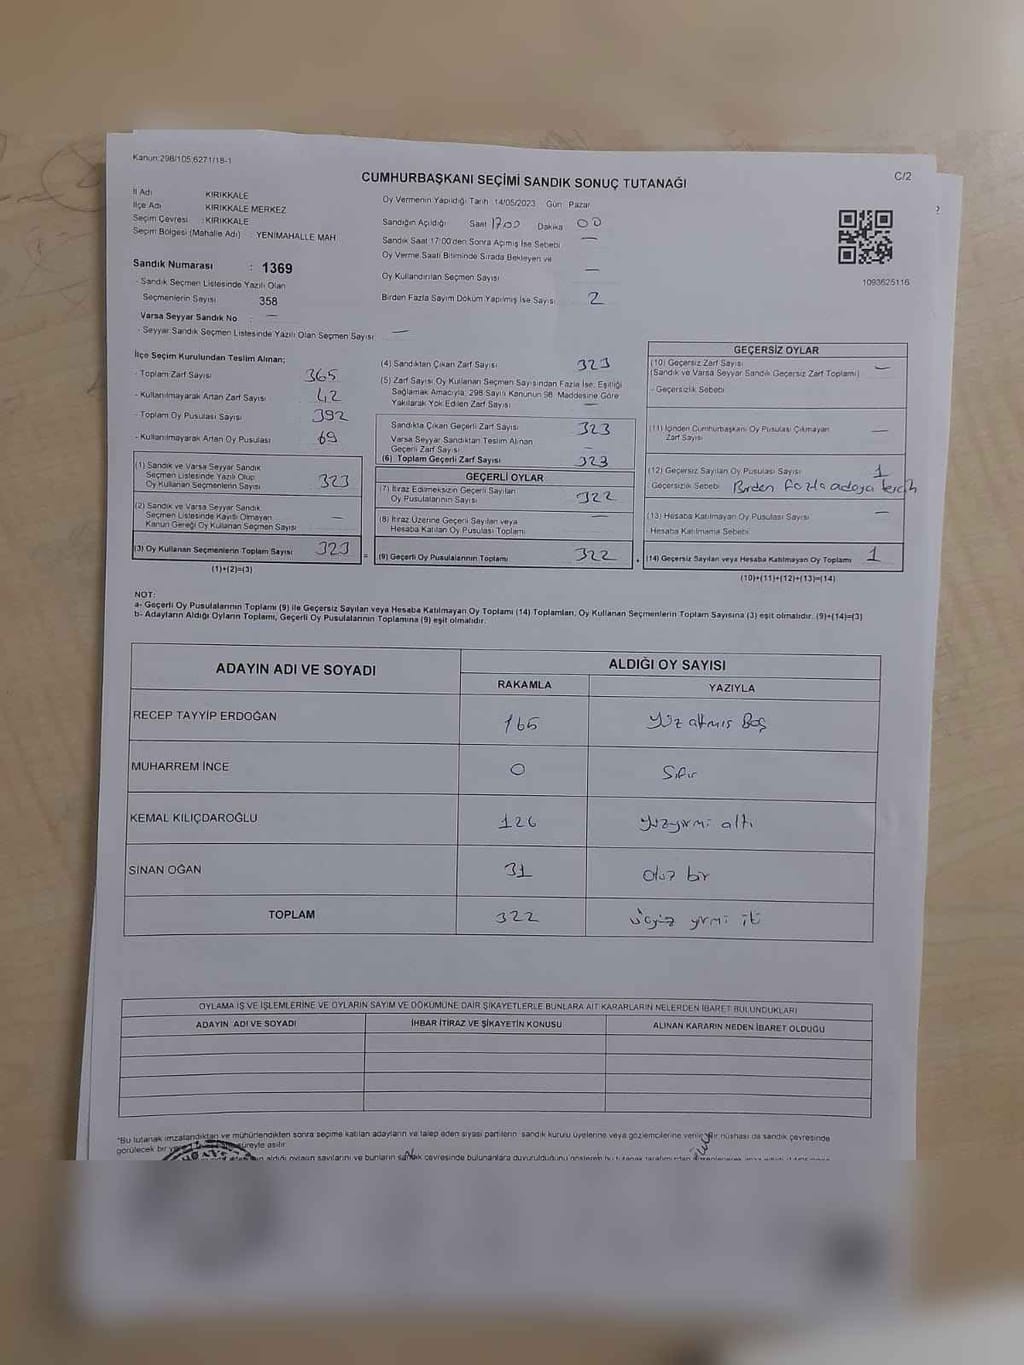 Kanun:298/105;6271/18-1
CUMHURBAŞKANI SEÇİMİ SANDIK SONUÇ TUTANAĞI
C/2
İl Adı : KIRIKKALE
İlçe Adı : KIRIKKALE MERKEZ
Seçim Çevresi : KIRIKKALE
Seçim Bölgesi (Mahalle Adı) : YENİMAHALLE MAH.
Sandık Numarası : 1369
- Sandık Seçmen Listesinde Yazılı Olan
Seçmenlerin Sayısı 358
Varsa Seyyar Sandık No —
- Seyyar Sandık Seçmen Listesinde Yazılı Olan Seçmen Sayısı —
Oy Vermenin Yapıldığı Tarih 14/05/2023 Gün Pazar
Sandığın Açıldığı Saat 17:00 Dakika 00
Sandık Saat 17:00'den Sonra Açılmış İse Sebebi —
Oy Verme Saati Bitiminde Sırada Bekleyen ve
Oy Kullandırılan Seçmen Sayısı —
Birden Fazla Sayım Döküm Yapılmış İse Sayısı 2
1093625116
İlçe Seçim Kurulundan Teslim Alınan;
- Toplam Zarf Sayısı 365
- Kullanılmayarak Artan Zarf Sayısı 42
- Toplam Oy Pusulası Sayısı 392
- Kullanılmayarak Artan Oy Pusulası 69
(1) Sandık ve Varsa Seyyar Sandık
Seçmen Listesinde Yazılı Olup
Oy Kullanan Seçmenlerin Sayısı 323
(2) Sandık ve Varsa Seyyar Sandık
Seçmen Listesinde Kayıtlı Olmayan
Kanun Gereği Oy Kullanan Seçmen Sayısı —
(3) Oy Kullanan Seçmenlerin Toplam Sayısı 323 =
(1)+(2)=(3)
(4) Sandıktan Çıkan Zarf Sayısı 323
(5) Zarf Sayısı Oy Kullanan Seçmen Sayısından Fazla İse, Eşitliği
Sağlamak Amacıyla; 298 Sayılı Kanunun 98. Maddesine Göre
Yakılarak Yok Edilen Zarf Sayısı —
Sandıkta Çıkan Geçerli Zarf Sayısı 323
Varsa Seyyar Sandıktan Teslim Alınan
Geçerli Zarf Sayısı —
(6) Toplam Geçerli Zarf Sayısı 323
GEÇERLİ OYLAR
(7) İtiraz Edilmeksizin Geçerli Sayılan
Oy Pusulalarının Sayısı 322
(8) İtiraz Üzerine Geçerli Sayılan veya
Hesaba Katılan Oy Pusulası Toplamı —
(9) Geçerli Oy Pusulalarının Toplamı 322 +
GEÇERSİZ OYLAR
(10) Geçersiz Zarf Sayısı
(Sandık ve Varsa Seyyar Sandık Geçersiz Zarf Toplamı) —
- Geçersizlik Sebebi
(11) İçinden Cumhurbaşkanı Oy Pusulası Çıkmayan
Zarf Sayısı —
(12) Geçersiz Sayılan Oy Pusulası Sayısı 1
Geçersizlik Sebebi Birden fazla adaya tercih
(13) Hesaba Katılmayan Oy Pusulası Sayısı —
Hesaba Katılmama Sebebi
(14) Geçersiz Sayılan veya Hesaba Katılmayan Oy Toplamı 1
(10)+(11)+(12)+(13)=(14)
NOT:
a- Geçerli Oy Pusulalarının Toplamı (9) ile Geçersiz Sayılan veya Hesaba Katılmayan Oy Toplamı (14) Toplamları, Oy Kullanan Seçmenlerin Toplam Sayısına (3) eşit olmalıdır. (9)+(14)=(3)
b- Adayların Aldığı Oyların Toplamı, Geçerli Oy Pusulalarının Toplamına (9) eşit olmalıdır.
ADAYIN ADI VE SOYADI ALDIĞI OY SAYISI
RAKAMLA YAZIYLA
RECEP TAYYİP ERDOĞAN 165 Yüz altmış Beş
MUHARREM İNCE 0 Sıfır
KEMAL KILIÇDAROĞLU 126 Yüzyirmi altı
SİNAN OĞAN 31 Otuz bir
TOPLAM 322 üçyüz yirmi iki
OYLAMA İŞ VE İŞLEMLERİNE VE OYLARIN SAYIM VE DÖKÜMÜNE DAİR ŞİKAYETLERLE BUNLARA AİT KARARLARIN NELERDEN İBARET BULUNDUKLARI
ADAYIN ADI VE SOYADI İHBAR İTİRAZ VE ŞİKAYETİN KONUSU ALINAN KARARIN NEDEN İBARET OLDUĞU
*Bu tutanak imzalandıktan ve mühürlendikten sonra seçime katılan adayların ve talep eden siyasi partilerin sandık kurulu üyelerine veya gözlemcilerine verilir. Bir nüshası da sandık çevresinde
görülecek bir süreyle asılır.